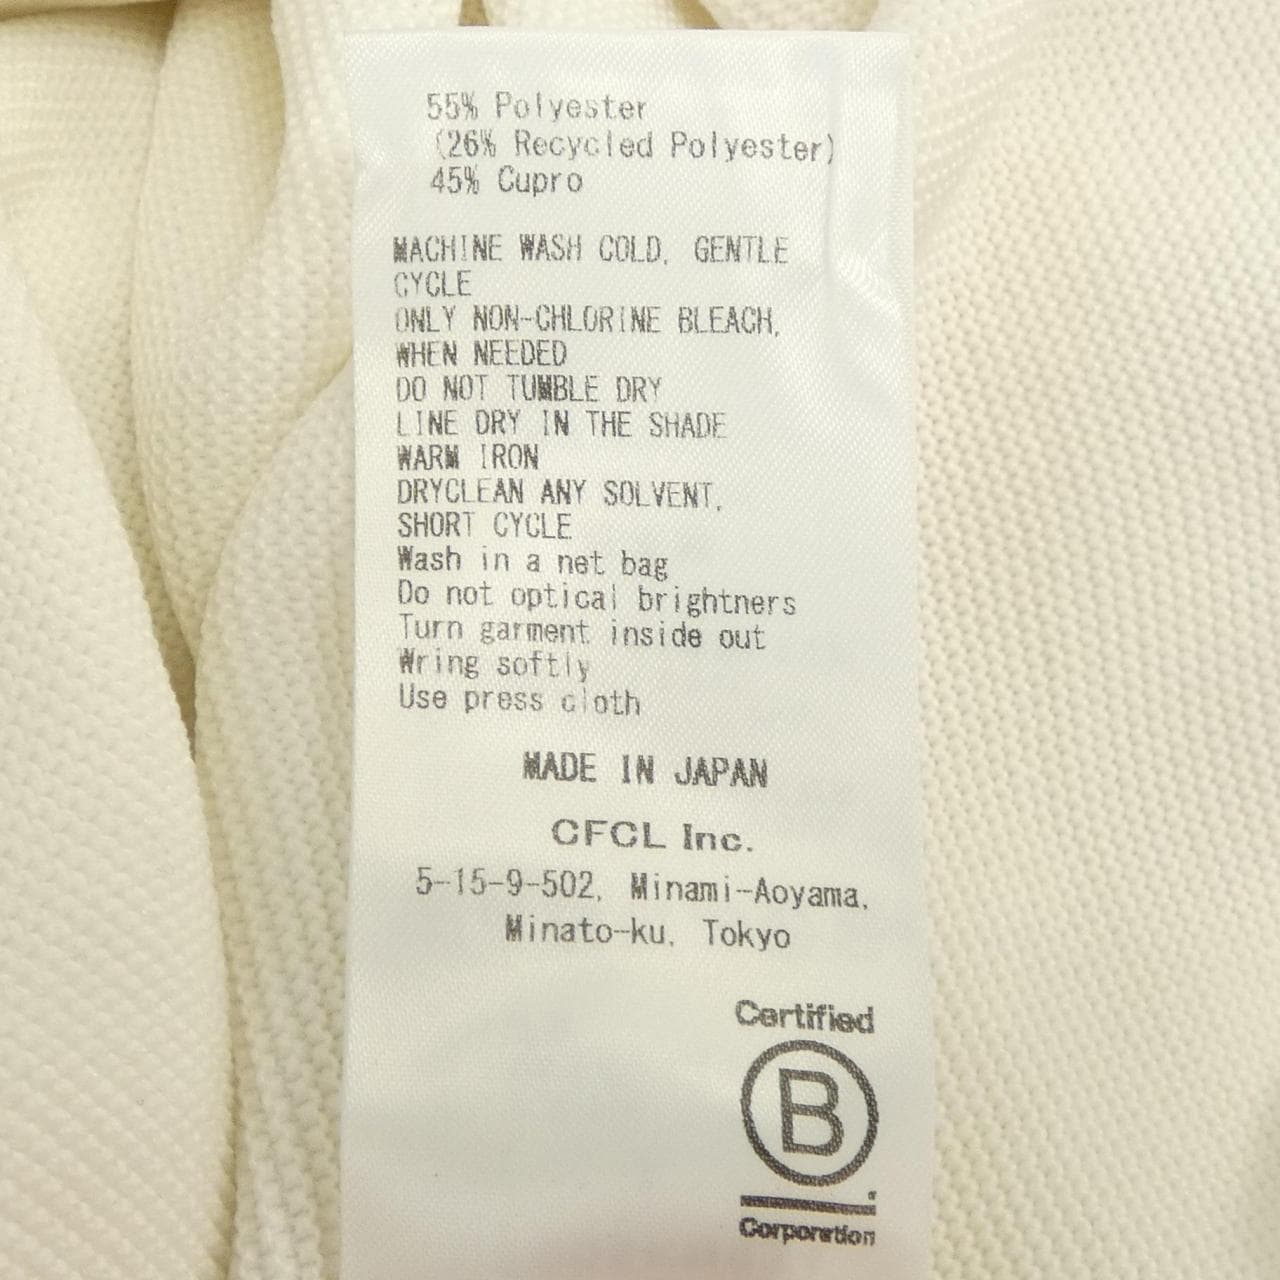 55% Polyester
(26% Recycled Polyester)
45% Cupro
MACHINE WASH COLD, GENTLE
CYCLE
ONLY NON-CHLORINE BLEACH,
WHEN NEEDED
DO NOT TUMBLE DRY
LINE DRY IN THE SHADE
WARM IRON
DRYCLEAN ANY SOLVENT,
SHORT CYCLE
Wash in a net bag
Do not optical brightners
Turn garment inside out
Wring softly
Use press cloth
MADE IN JAPAN
CFCL Inc.
5-15-9-502, Minami-Aoyama,
Minato-ku, Tokyo
Certified
B
Corporation